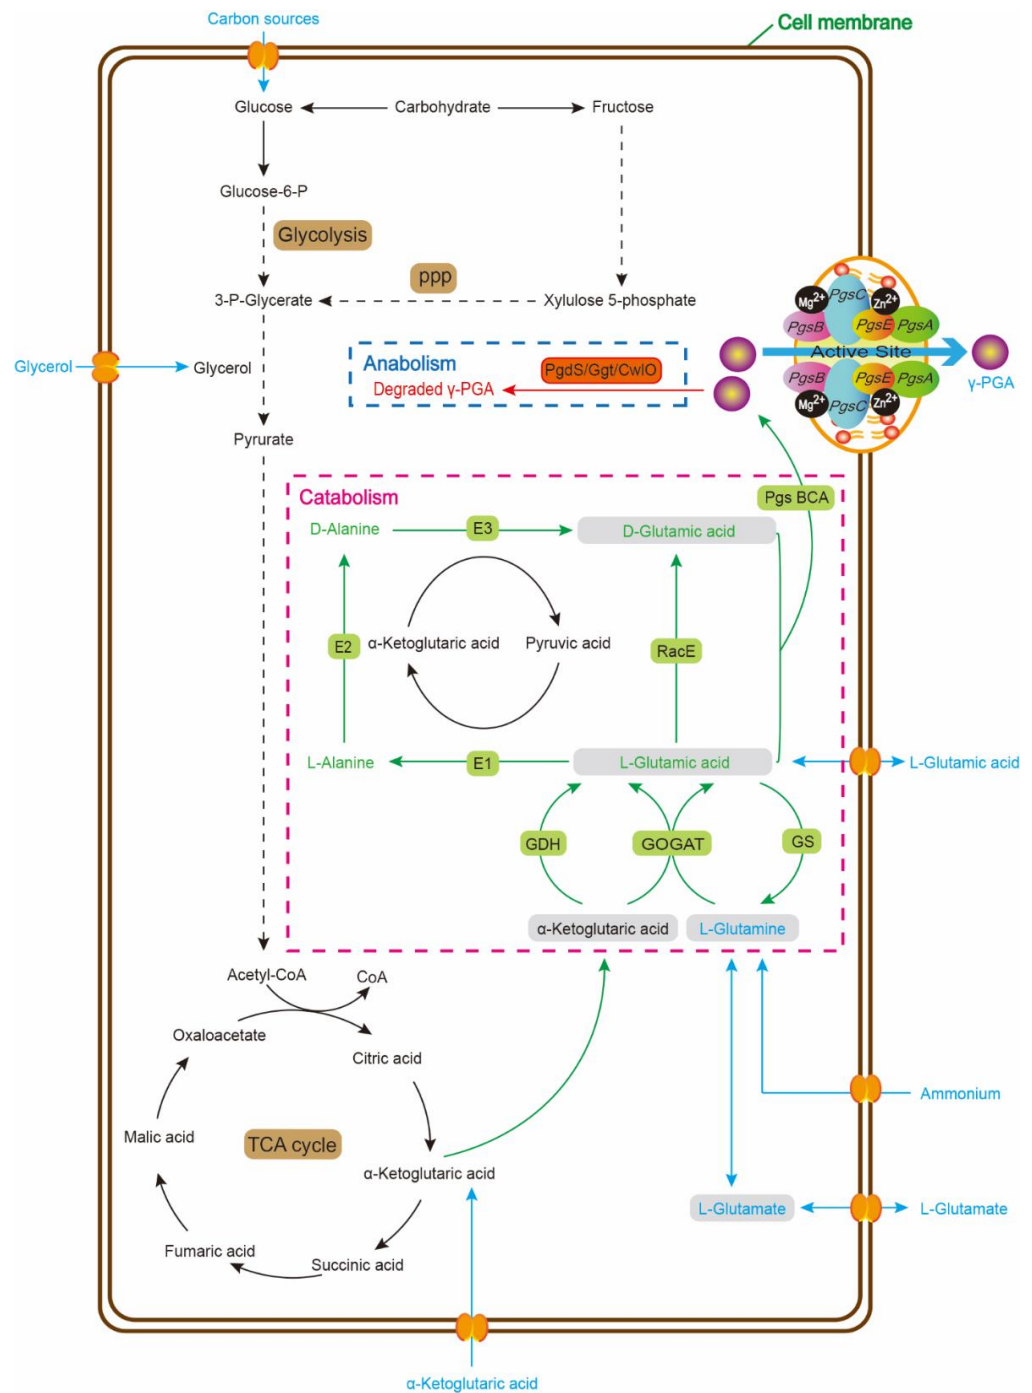 Carbon sources
Cell membrane
Glucose
Carbohydrate
Fructose
Glucose-6-P
Glycolysis
ppp
3-P-Glycerate
Xylulose 5-phosphate
Mg2+
PgsC
Zn2+
PgsB
PgsE
PgsA
Active Site
PgsB
PgsE
PgsA
Mg2+
PgsC
Zn2+
γ-PGA
Glycerol
Glycerol
Anabolism
PgdS/Ggt/CwlO
Degraded γ-PGA
Pyrurate
Catabolism
Pgs BCA
D-Alanine
E3
D-Glutamic acid
E2
α-Ketoglutaric acid
Pyruvic acid
RacE
L-Alanine
E1
L-Glutamic acid
L-Glutamic acid
GDH
GOGAT
GS
α-Ketoglutaric acid
L-Glutamine
Acetyl-CoA
CoA
Oxaloacetate
Citric acid
Ammonium
Malic acid
TCA cycle
α-Ketoglutaric acid
L-Glutamate
L-Glutamate
Fumaric acid
Succinic acid
α-Ketoglutaric acid